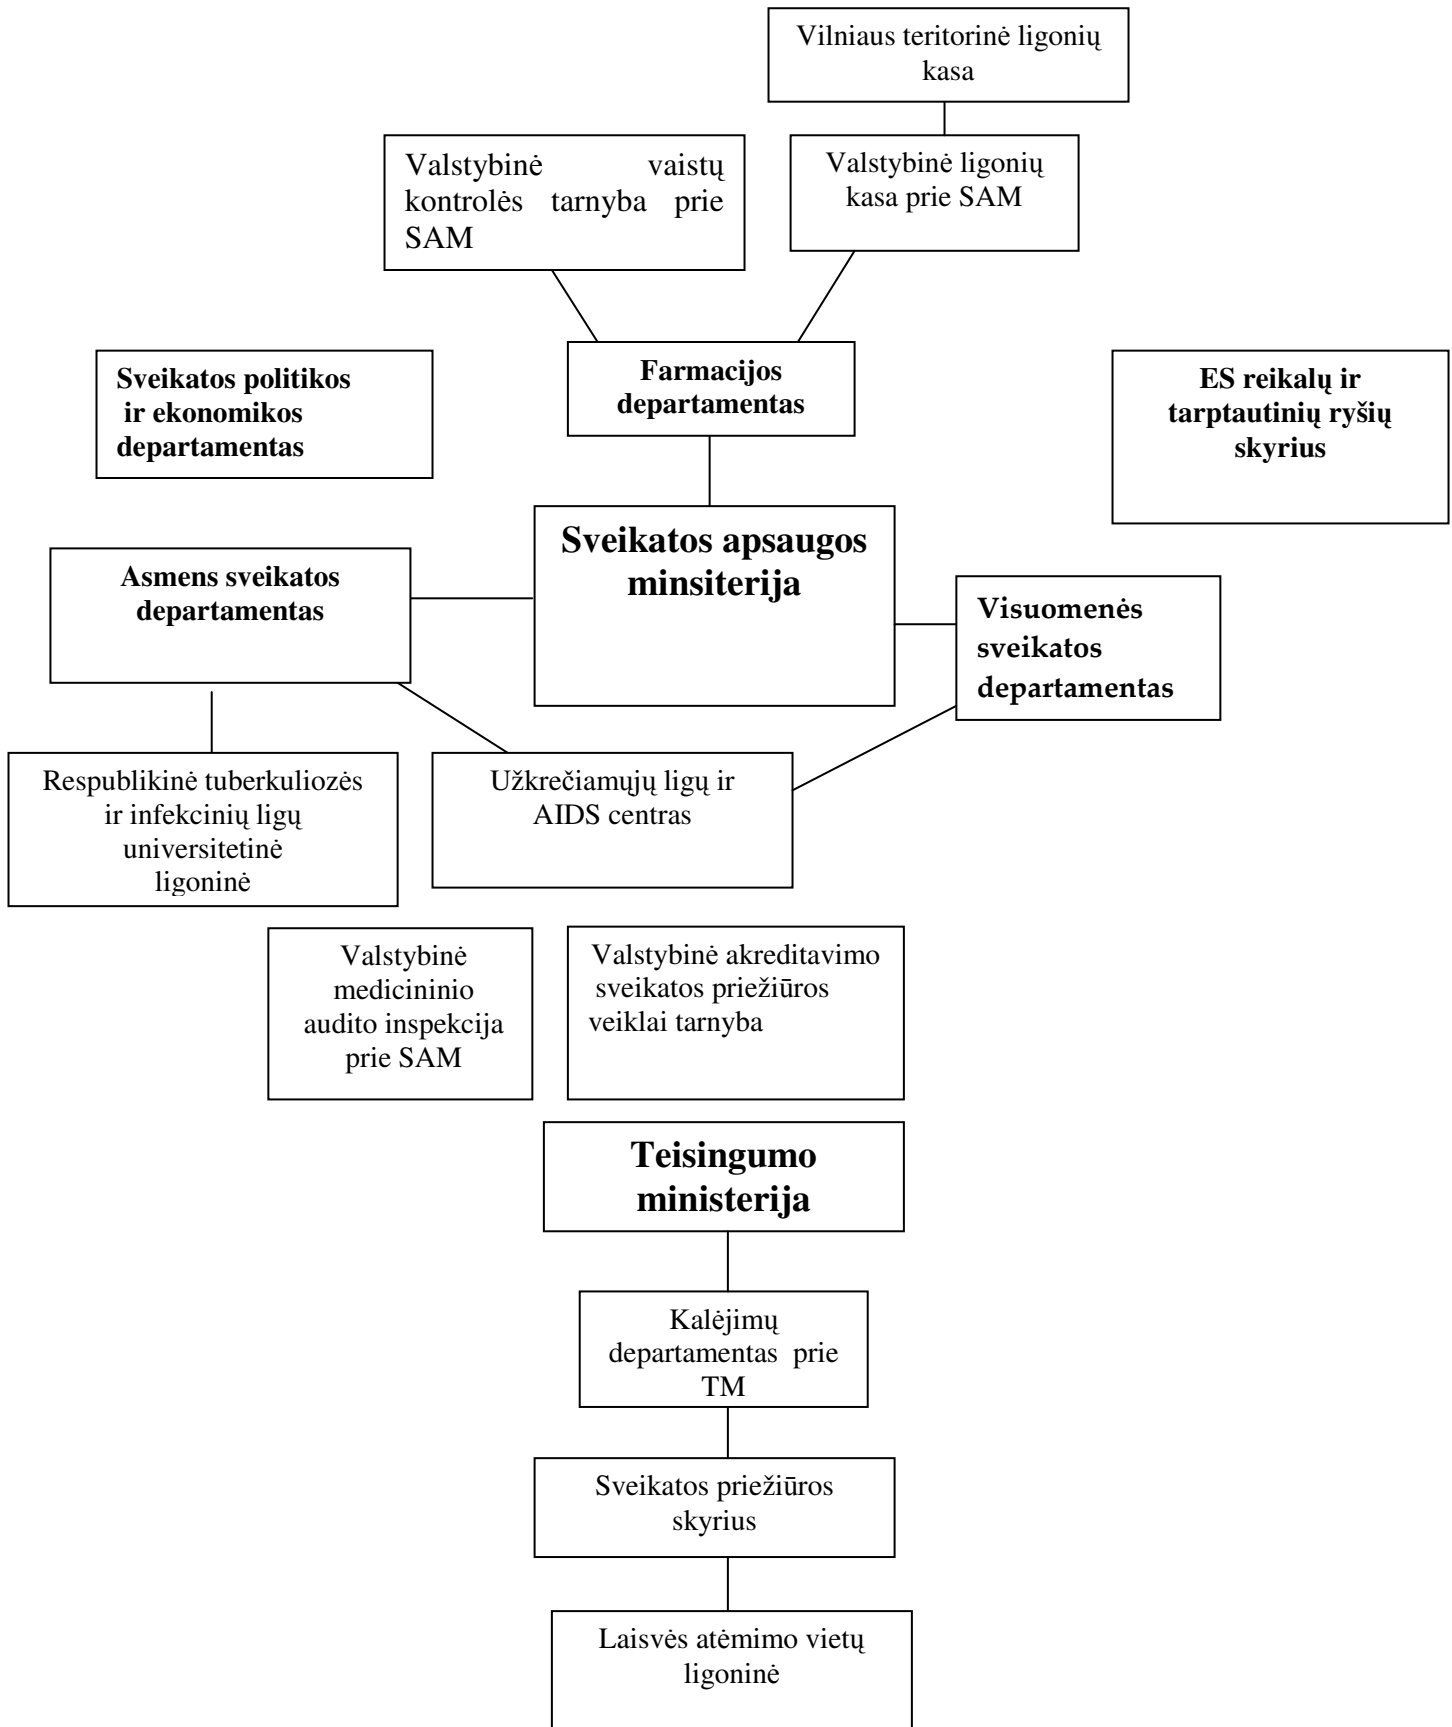 Vilniaus teritorinė ligonių
kasa
Valstybinė vaistų
kontrolės tarnyba prie
SAM
Valstybinė ligonių
kasa prie SAM
Farmacijos
departamentas
Sveikatos politikos
ir ekonomikos
departamentas
ES reikalų ir
tarptautinių ryšių
skyrius
Sveikatos apsaugos
minsiterija
Asmens sveikatos
departamentas
Visuomenės
sveikatos
departamentas
Respublikinė tuberkuliozės
ir infekcinių ligų
universitetinė
ligoninė
Užkrečiamųjų ligų ir
AIDS centras
Valstybinė
medicininio
audito inspekcija
prie SAM
Valstybinė akreditavimo
sveikatos priežiūros
veiklai tarnyba
Teisingumo
ministerija
Kalėjimų
departamentas prie
TM
Sveikatos priežiūros
skyrius
Laisvės atėmimo vietų
ligoninė